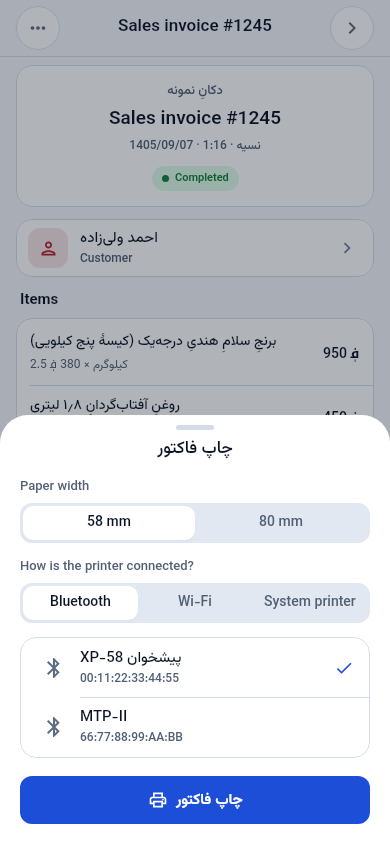 Sales invoice #1245
دکانِ نمونه
Sales invoice #1245
نسیه · 1:16 · 1405/09/07
Completed
احمد ولی‌زاده
Customer
Items
برنجِ سلامِ هندیِ درجه‌یک (کیسهٔ پنج کیلویی)
950 ؋
2.5 کیلوگرم × 380 ؋
روغنِ آفتاب‌گردانِ ۱٫۸ لیتری
450 ؋
چاپ فاکتور
Paper width
58 mm
80 mm
How is the printer connected?
Bluetooth
Wi-Fi
System printer
XP-58 پیشخوان
00:11:22:33:44:55
MTP-II
66:77:88:99:AA:BB
چاپ فاکتور